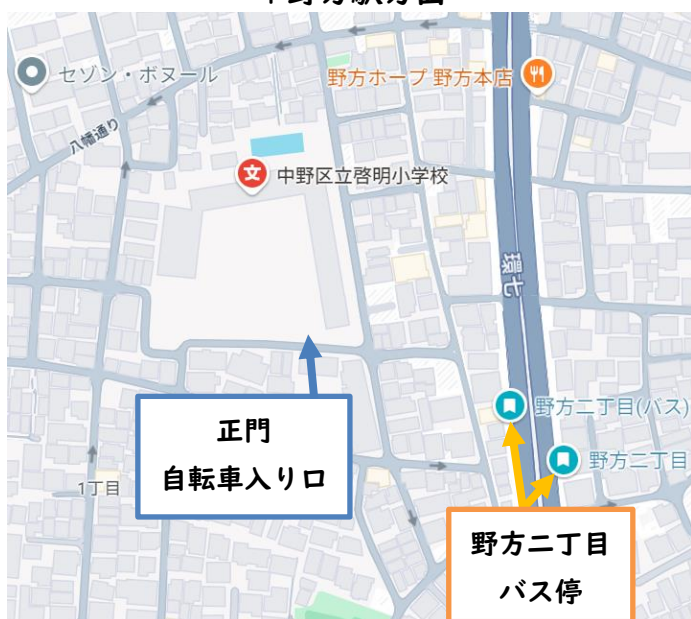 セゾン・ボヌール
野方ホープ 野方本店
八幡通り
文
中野区立啓明小学校
環七
野方二丁目(バス)
正門
自転車入り口
野方二丁目
1丁目
野方二丁目
バス停